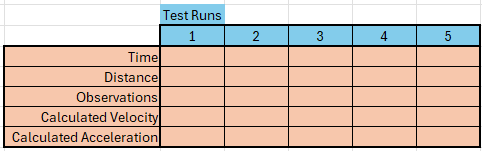 Test Runs
1 2 3 4 5
Time
Distance
Observations
Calculated Velocity
Calculated Acceleration